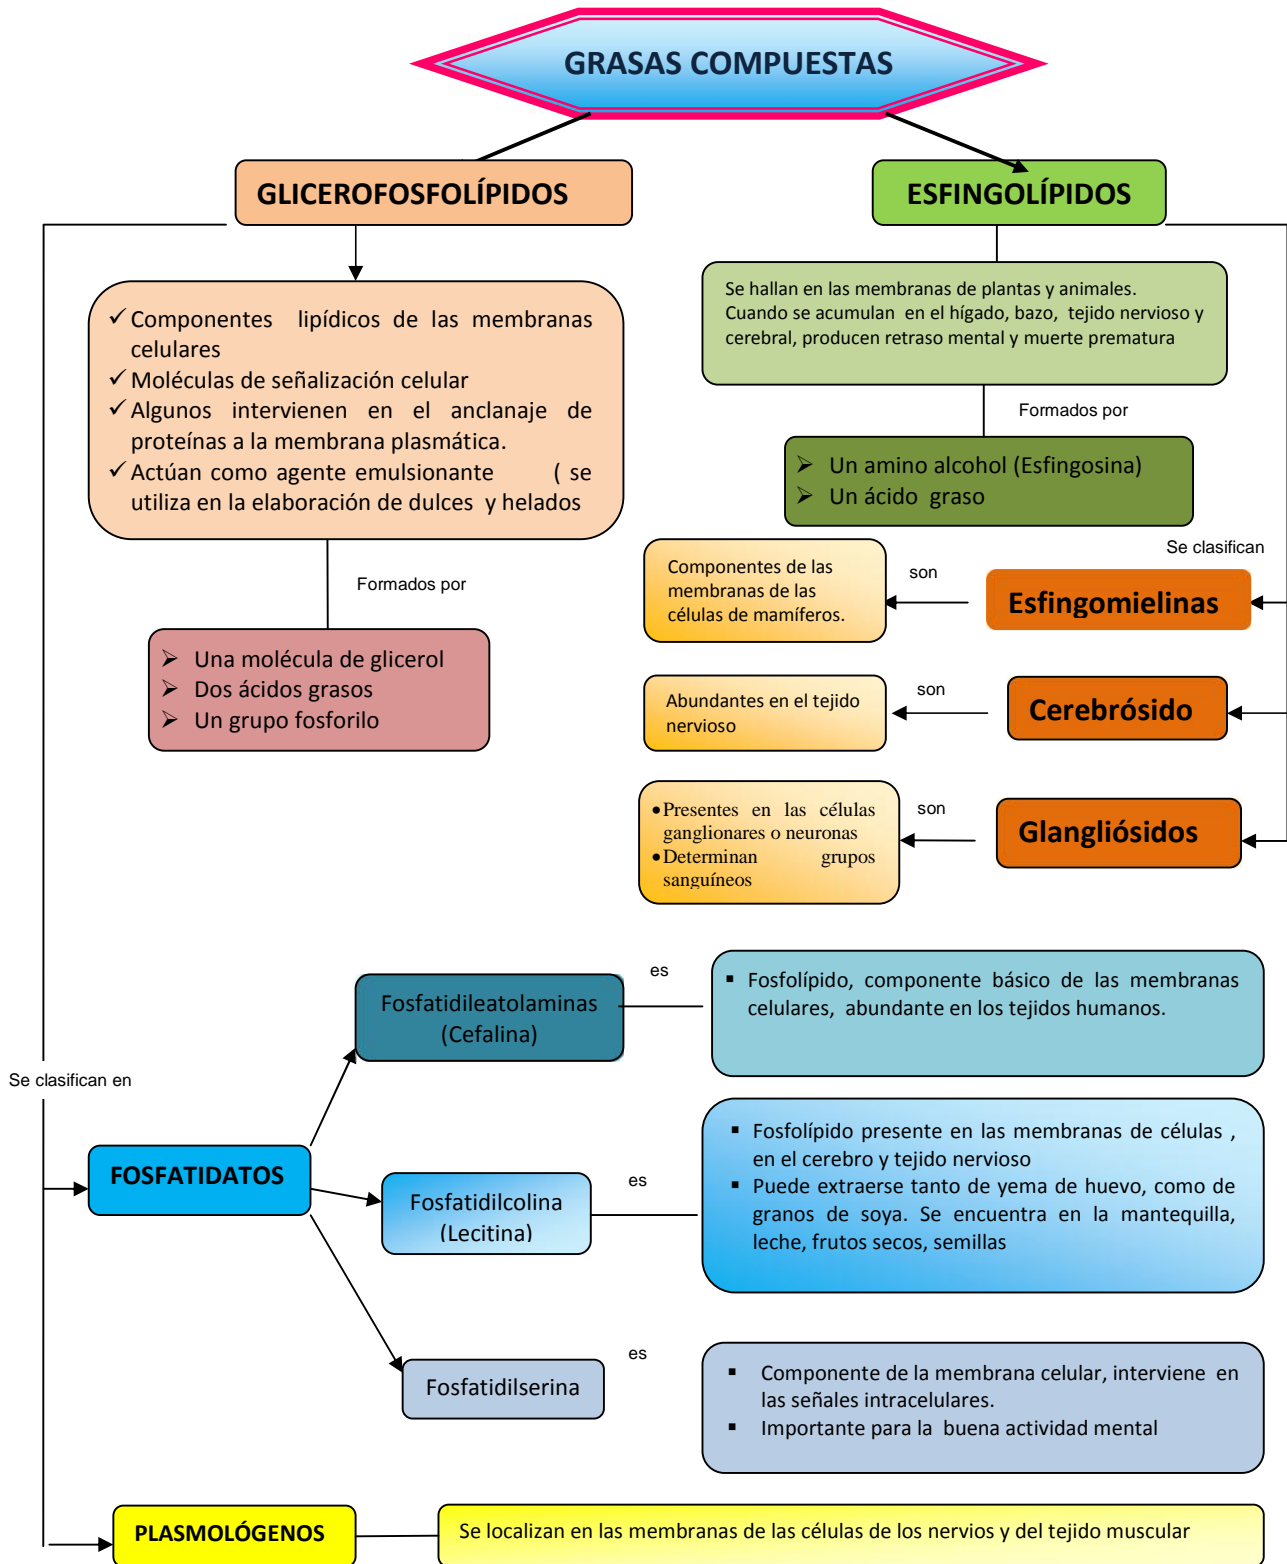 GRASAS COMPUESTAS
GLICEROFOSFOLÍPIDOS
ESFINGOLÍPIDOS
✓ Componentes lipídicos de las membranas
celulares
✓ Moléculas de señalización celular
✓ Algunos intervienen en el anclanaje de
proteínas a la membrana plasmática.
✓ Actúan como agente emulsionante ( se
utiliza en la elaboración de dulces y helados
Formados por
➢ Una molécula de glicerol
➢ Dos ácidos grasos
➢ Un grupo fosforilo
Se hallan en las membranas de plantas y animales.
Cuando se acumulan en el hígado, bazo, tejido nervioso y
cerebral, producen retraso mental y muerte prematura
Formados por
➢ Un amino alcohol (Esfingosina)
➢ Un ácido graso
Se clasifican
Esfingomielinas
son
Componentes de las
membranas de las
células de mamíferos.
Cerebrósido
son
Abundantes en el tejido
nervioso
Glangliósidos
son
• Presentes en las células
ganglionares o neuronas
• Determinan grupos
sanguíneos
Se clasifican en
FOSFATIDATOS
Fosfatidileatolaminas
(Cefalina)
es
▪ Fosfolípido, componente básico de las membranas
celulares, abundante en los tejidos humanos.
Fosfatidilcolina
(Lecitina)
es
▪ Fosfolípido presente en las membranas de células ,
en el cerebro y tejido nervioso
▪ Puede extraerse tanto de yema de huevo, como de
granos de soya. Se encuentra en la mantequilla,
leche, frutos secos, semillas
Fosfatidilserina
es
▪ Componente de la membrana celular, interviene en
las señales intracelulares.
▪ Importante para la buena actividad mental
PLASMOLÓGENOS
Se localizan en las membranas de las células de los nervios y del tejido muscular